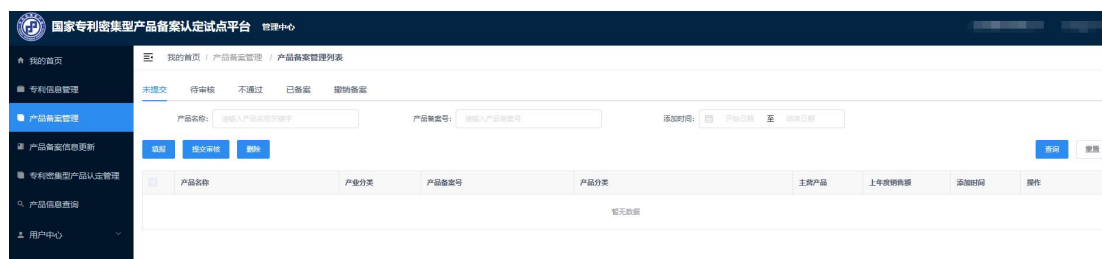 国家专利密集型产品备案认定试点平台 管理中心
我的首页
专利信息管理
产品备案管理
产品备案信息更新
专利密集型产品认定管理
产品信息查询
用户中心
我的首页 / 产品备案管理 / 产品备案管理列表
未提交 待审核 不通过 已备案 撤销备案
产品名称: 请输入产品名称关键字 产品备案号: 请输入产品备案号 添加时间: 开始日期 至 结束日期
填报 提交审核 删除 查询 重置
产品名称 产业分类 产品备案号 产品分类 主营产品 上年度销售额 添加时间 操作
暂无数据